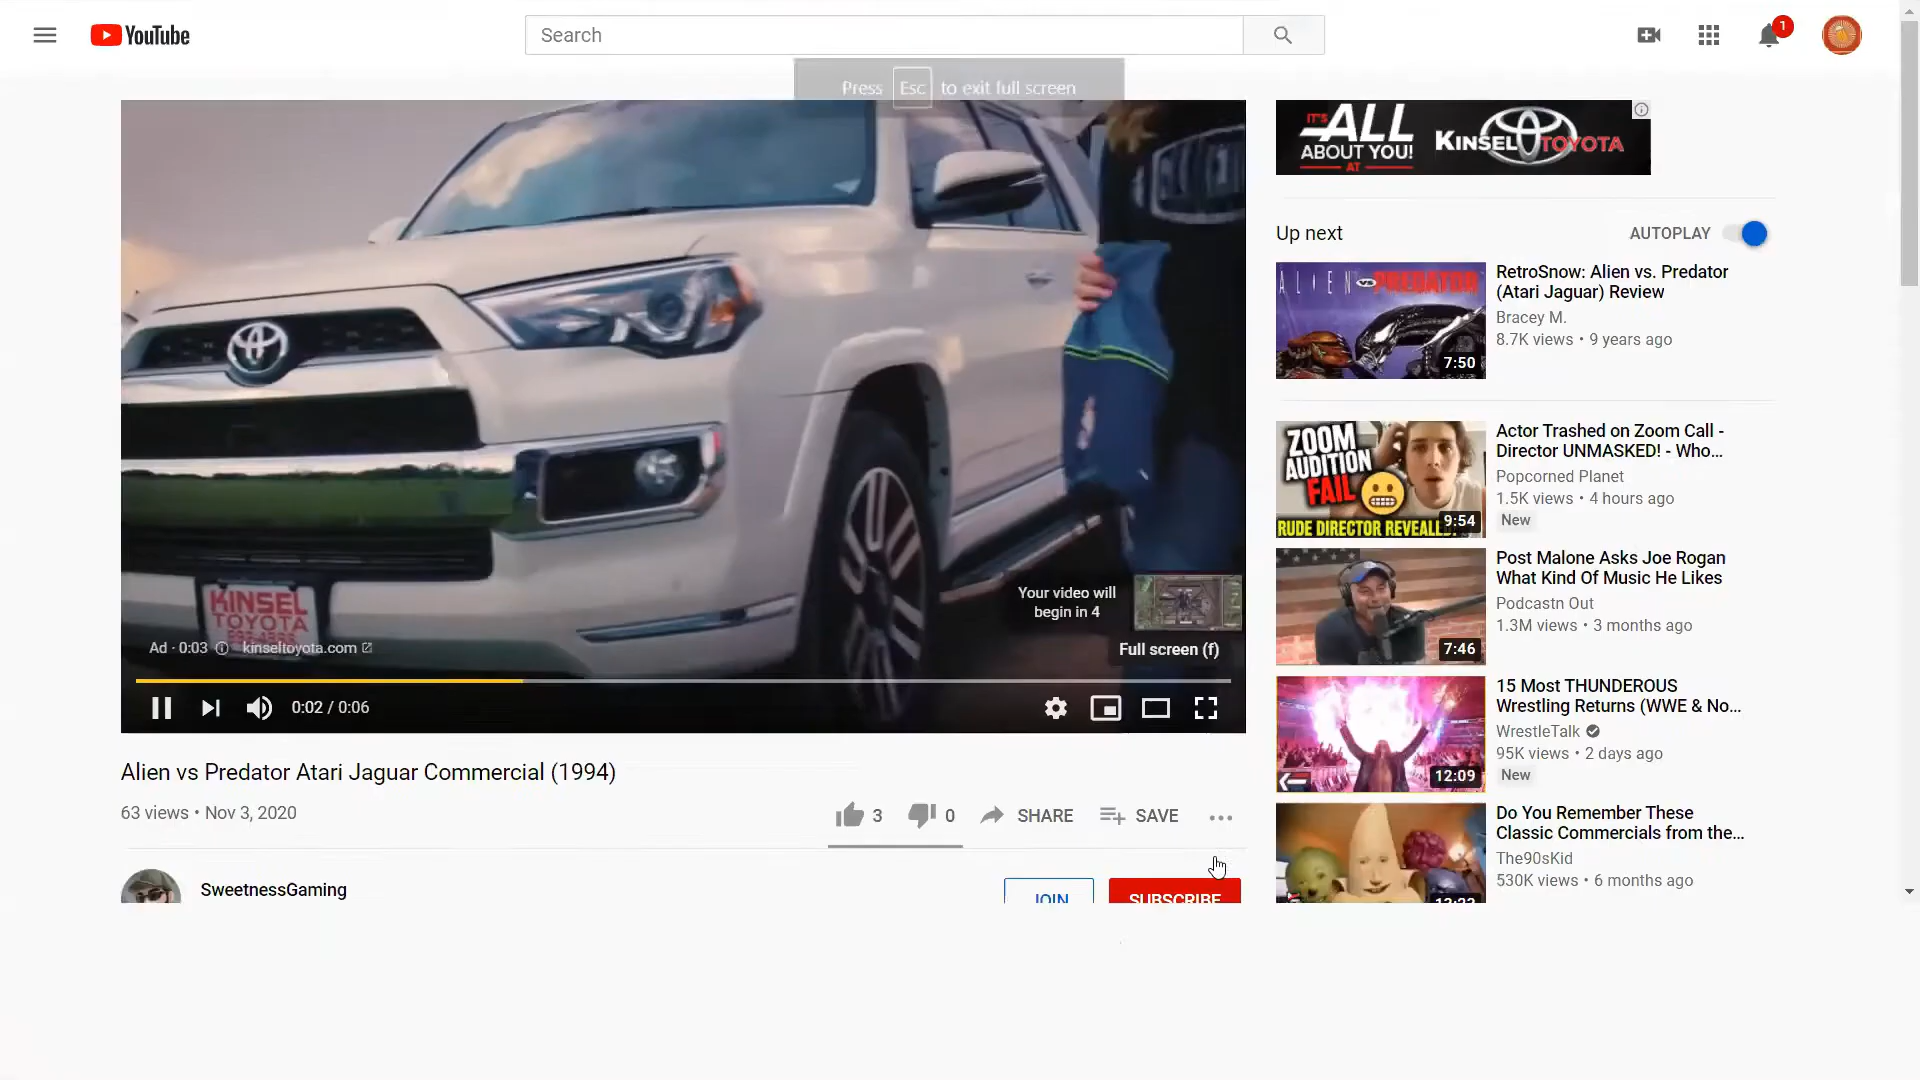 YouTube
Search
1
Press Esc to exit full screen
KINSEL
TOYOTA
Your video will
begin in 4
Ad · 0:03
kinseltoyota.com
Full screen (f)
0:02 / 0:06
Alien vs Predator Atari Jaguar Commercial (1994)
63 views • Nov 3, 2020
3
0
SHARE
SAVE
SweetnessGaming
JOIN
SUBSCRIBE
IT'S
ALL
ABOUT YOU!
AT
KINSEL TOYOTA
Up next
AUTOPLAY
ALIEN VS PREDATOR
7:50
RetroSnow: Alien vs. Predator
(Atari Jaguar) Review
Bracey M.
8.7K views • 9 years ago
ZOOM
AUDITION
FAIL
RUDE DIRECTOR REVEALED
9:54
Actor Trashed on Zoom Call -
Director UNMASKED! - Who...
Popcorned Planet
1.5K views • 4 hours ago
New
7:46
Post Malone Asks Joe Rogan
What Kind Of Music He Likes
Podcastn Out
1.3M views • 3 months ago
12:09
15 Most THUNDEROUS
Wrestling Returns (WWE & No...
WrestleTalk
95K views • 2 days ago
New
Do You Remember These
Classic Commercials from the...
The90sKid
530K views • 6 months ago